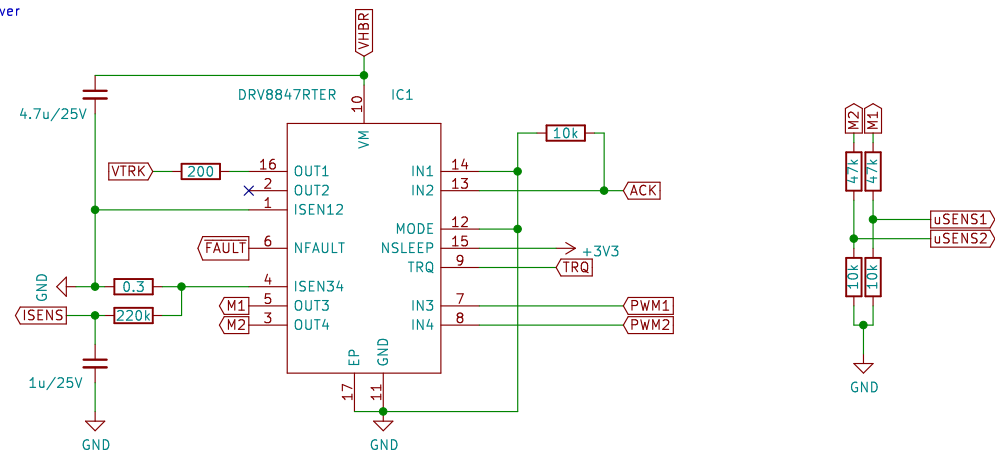 ver
VHBR
DRV8847RTER
IC1
4.7u/25V
10
VM
10k
M2
M1
VTRK
200
16
OUT1
IN1
14
47k
47k
2
OUT2
IN2
13
ACK
1
ISEN12
MODE
12
uSENS1
FAULT
6
NFAULT
NSLEEP
15
+3V3
uSENS2
TRQ
9
TRQ
GND
0.3
4
ISEN34
10k
10k
M1
5
OUT3
IN3
7
PWM1
ISENS
220k
M2
3
OUT4
IN4
8
PWM2
EP
GND
1u/25V
17
11
GND
GND
GND